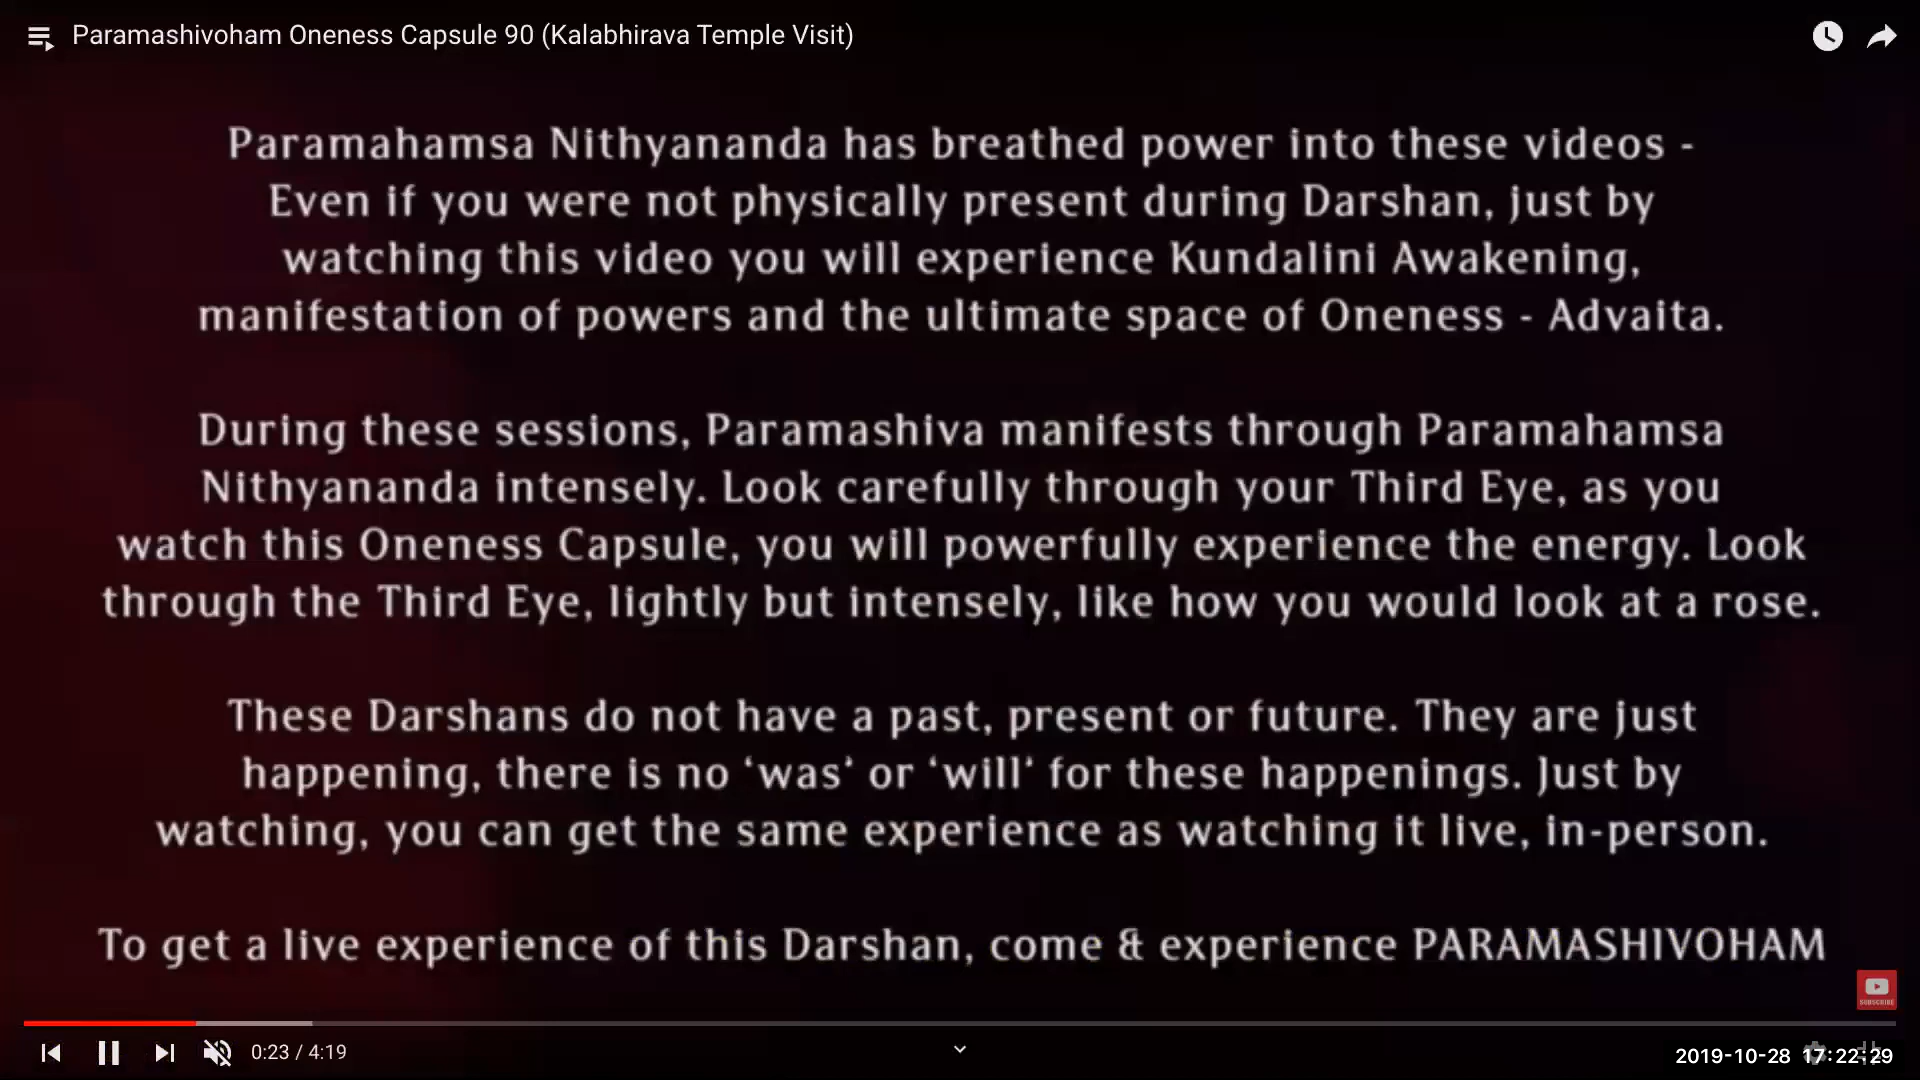 Paramashivoham Oneness Capsule 90 (Kalabhirava Temple Visit)
Paramahamsa Nithyananda has breathed power into these videos -
Even if you were not physically present during Darshan, just by
watching this video you will experience Kundalini Awakening,
manifestation of powers and the ultimate space of Oneness - Advaita.
During these sessions, Paramashiva manifests through Paramahamsa
Nithyananda intensely. Look carefully through your Third Eye, as you
watch this Oneness Capsule, you will powerfully experience the energy. Look
through the Third Eye, lightly but intensely, like how you would look at a rose.
These Darshans do not have a past, present or future. They are just
happening, there is no ‘was‘ or ‘will‘ for these happenings. Just by
watching, you can get the same experience as watching it live, in-person.
To get a live experience of this Darshan, come & experience PARAMASHIVOHAM
SUBSCRIBE
0:23 / 4:19
2019-10-28 17:22:29